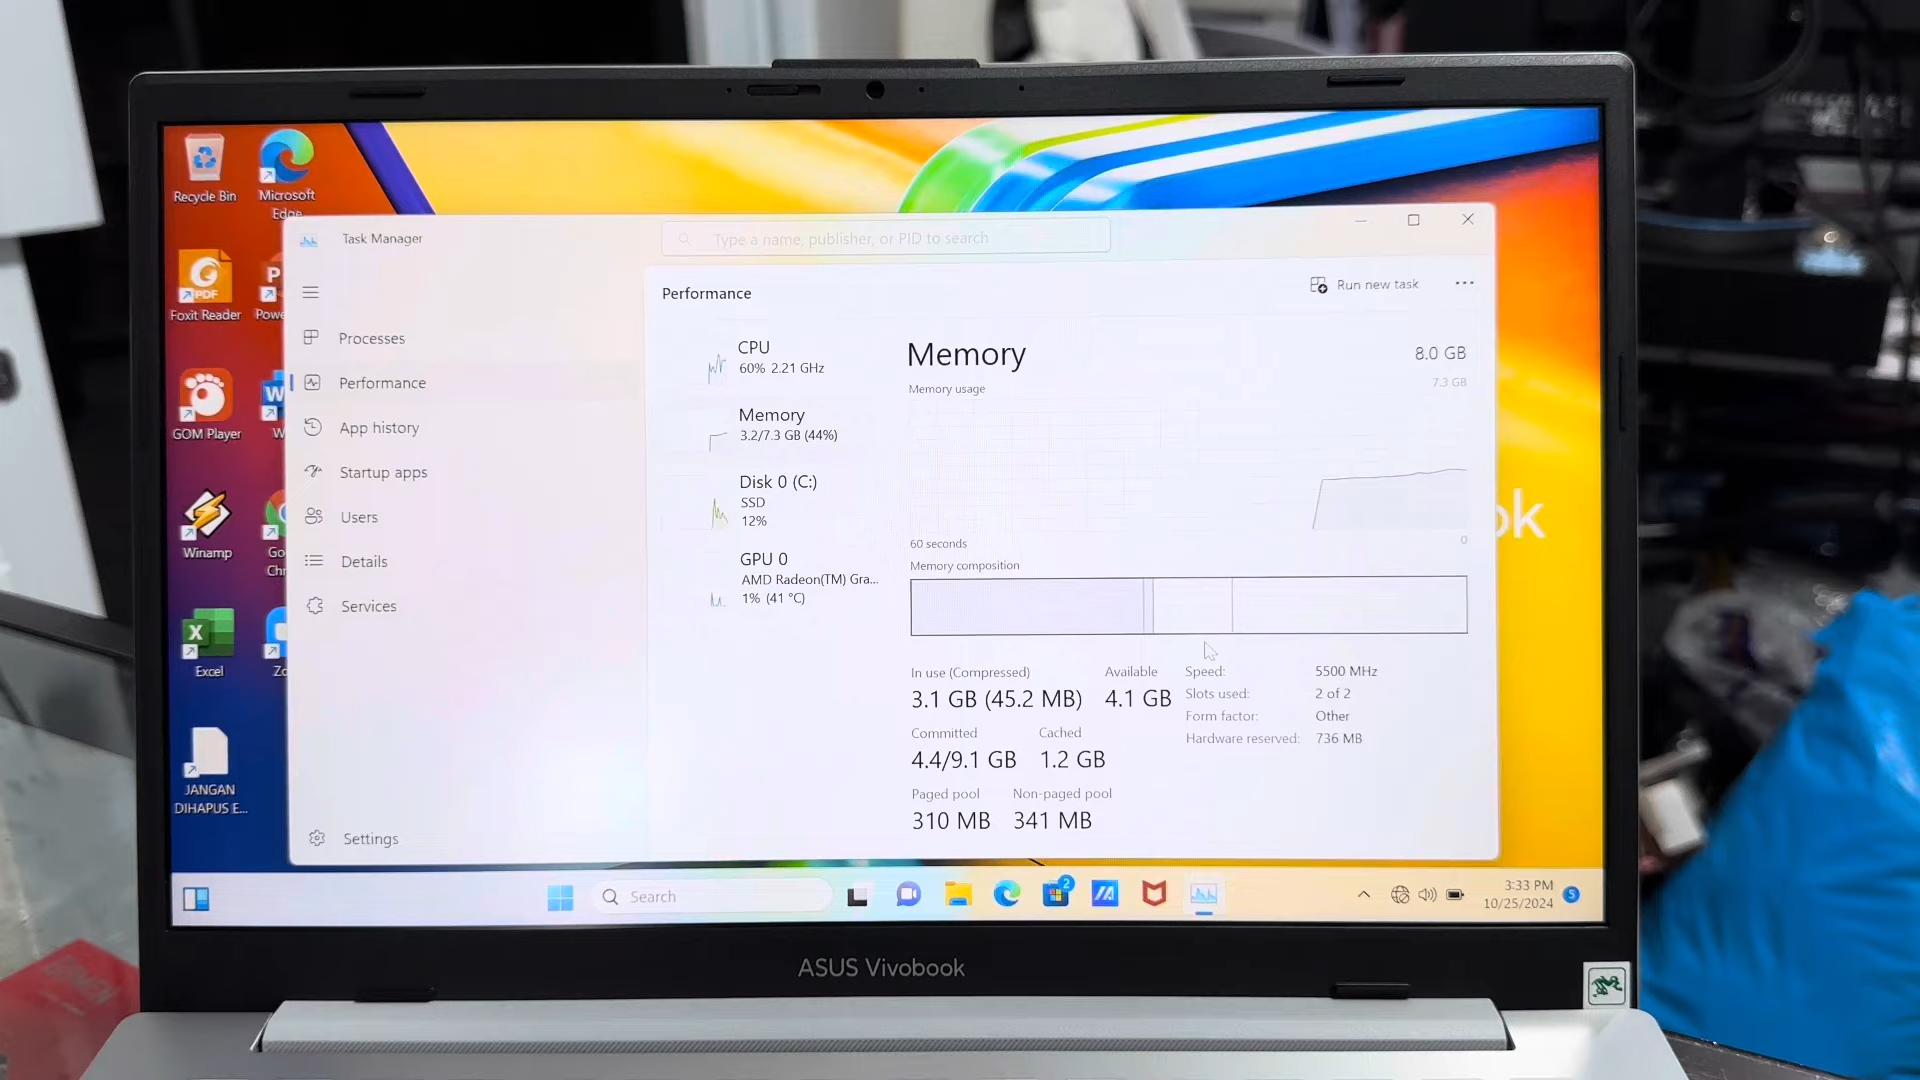 Recycle Bin
Microsoft
Edge
PDF
Foxit Reader
GOM Player
Winamp
Excel
JANGAN
DIHAPUS E...
Task Manager
Type a name, publisher, or PID to search
Performance
Run new task
Processes
Performance
App history
Startup apps
Users
Details
Services
Settings
CPU
60% 2.21 GHz
Memory
3.2/7.3 GB (44%)
Disk 0 (C:)
SSD
12%
GPU 0
AMD Radeon(TM) Gra...
1% (41 °C)
Memory
8.0 GB
Memory usage
7.3 GB
60 seconds
0
Memory composition
In use (Compressed)
3.1 GB (45.2 MB)
Available
4.1 GB
Committed
4.4/9.1 GB
Cached
1.2 GB
Paged pool
310 MB
Non-paged pool
341 MB
Speed: 5500 MHz
Slots used: 2 of 2
Form factor: Other
Hardware reserved: 736 MB
ok
Search
2
3:33 PM
10/25/2024
5
ASUS Vivobook